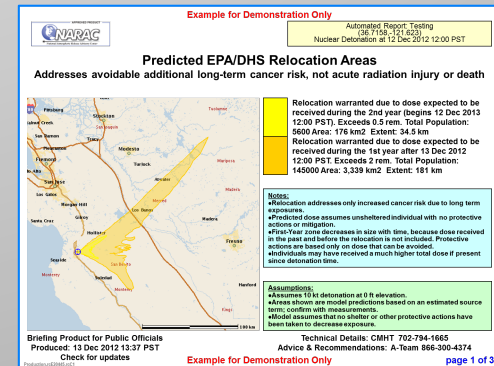 Example for Demonstration Only
NARAC
Automated Report: Testing
(36.7158,-121.623)
Nuclear Detonation at 12 Dec 2012 12:00 PST
Predicted EPA/DHS Relocation Areas
Addresses avoidable additional long-term cancer risk, not acute radiation injury or death
Relocation warranted due to dose expected to be
received during the 2nd year (begins 12 Dec 2013
12:00 PST). Exceeds 0.5 rem. Total Population:
5600 Area: 176 km2 Extent: 34.5 km
Relocation warranted due to dose expected to be
received during the 1st year after 13 Dec 2012
12:00 PST. Exceeds 2 rem. Total Population:
145000 Area: 3,339 km2 Extent: 181 km
Notes:
●Relocation addresses only increased cancer risk due to long term
exposures.
●Predicted dose assumes unsheltered individual with no protective
actions or mitigation.
●First-Year zone decreases in size with time, because dose received
in the past and before the relocation is not included. Protective
actions are based only on dose that can be avoided.
●Individuals may have received a much higher total dose if present
since detonation time.
Assumptions:
●Assumes 10 kt detonation at 0 ft elevation.
●Areas shown are model predictions based on an estimated source
term; confirm with measurements.
●Model assumes that no shelter or other protective actions have
been taken to decrease exposure.
Pittsburg
Stockton
San Ramon
Tracy
Fremont
Modesto
Tuolumne
Turlock
Mariposa
San Jose
Atwater
Merced
Los Gatos
Morgan Hill
Los Banos
Madera
Santa Cruz
Gilroy
Madera
Hollister
Fresno
Seaside
Monterey
San Benito
Soledad
Hanford
Monterey
Kings
100 km
Briefing Product for Public Officials
Produced: 13 Dec 2012 13:37 PST
Check for updates
Technical Details: CMHT 702-794-1665
Advice & Recommendations: A-Team 866-300-4374
Example for Demonstration Only
page 1 of 3